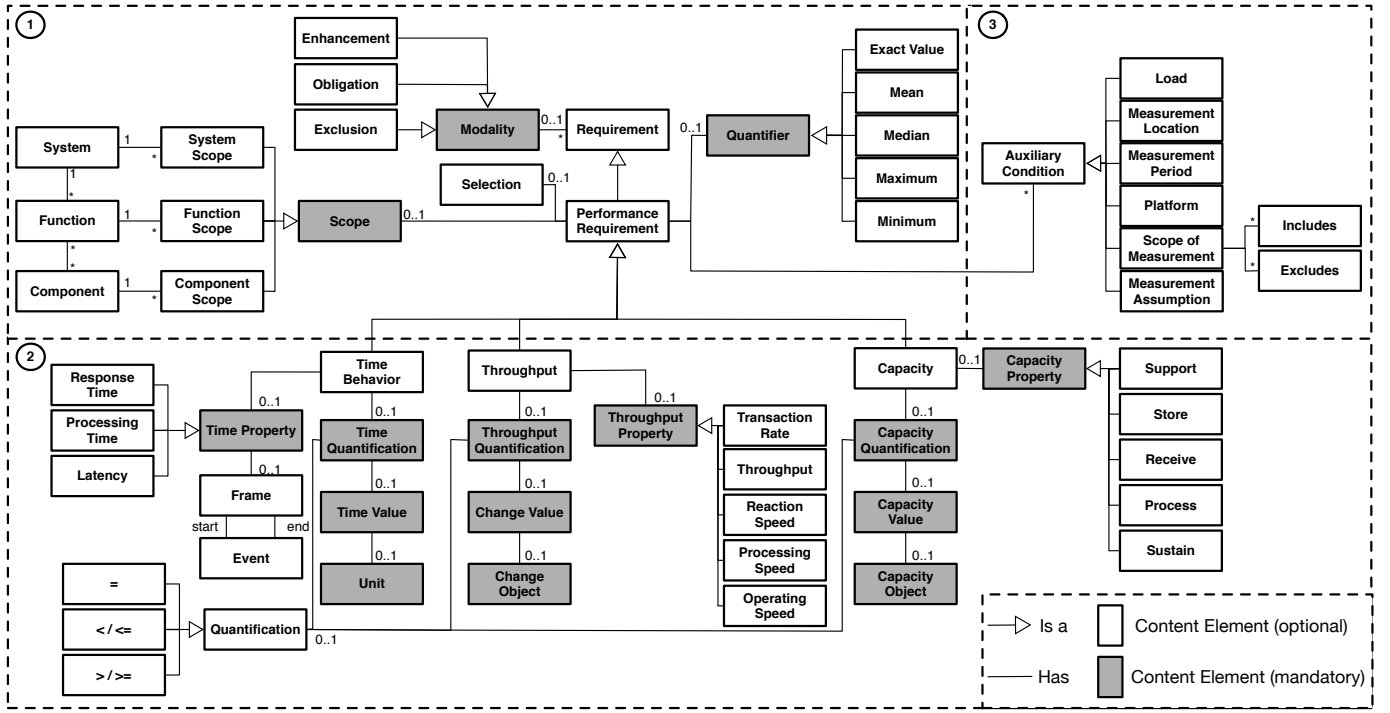 1
Enhancement
Obligation
Exclusion
Modality
0..1
*
Requirement
System
1
*
System
Scope
1
*
Function
1
*
Function
Scope
*
*
Component
1
*
Component
Scope
Scope
0..1
Selection
0..1
Performance
Requirement
0..1
Quantifier
Exact Value
Mean
Median
Maximum
Minimum
3
Auxiliary
Condition
*
Load
Measurement
Location
Measurement
Period
Platform
Scope of
Measurement
Measurement
Assumption
*
Includes
*
Excludes
2
Response
Time
Processing
Time
Latency
0..1
Time Property
0..1
Frame
start
end
Event
Time
Behavior
0..1
Time
Quantification
0..1
Time Value
0..1
Unit
Throughput
0..1
Throughput
Quantification
0..1
Change Value
0..1
Change
Object
0..1
Throughput
Property
Transaction
Rate
Throughput
Reaction
Speed
Processing
Speed
Operating
Speed
Capacity
0..1
Capacity
Quantification
0..1
Capacity
Value
0..1
Capacity
Object
0..1
Capacity
Property
Support
Store
Receive
Process
Sustain
=
< / <=
> / >=
Quantification
0..1
Is a
Content Element (optional)
Has
Content Element (mandatory)